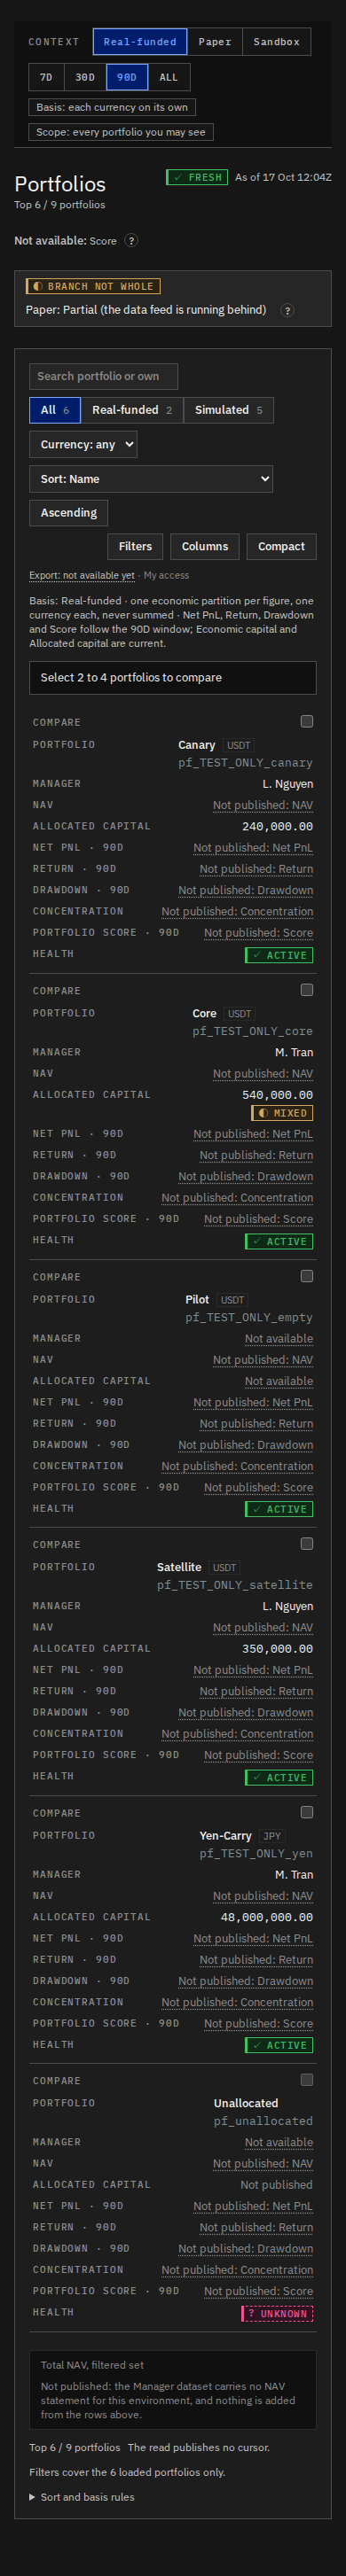 CONTEXT Real-funded Paper Sandbox
7D 30D 90D ALL
Basis: each currency on its own
Scope: every portfolio you may see
Portfolios ✓ FRESH As of 17 Oct 12:04Z
Top 6 / 9 portfolios
Not available: Score ?
BRANCH NOT WHOLE
Paper: Partial (the data feed is running behind) ?
Search portfolio or own
All 6 Real-funded 2 Simulated 5
Currency: any
Sort: Name
Ascending
Filters Columns Compact
Export: not available yet · My access
Basis: Real-funded · one economic partition per figure, one
currency each, never summed · Net PnL, Return, Drawdown
and Score follow the 90D window; Economic capital and
Allocated capital are current.
Select 2 to 4 portfolios to compare
COMPARE
PORTFOLIO Canary USDT
pf_TEST_ONLY_canary
MANAGER L. Nguyen
NAV Not published: NAV
ALLOCATED CAPITAL 240,000.00
NET PNL · 90D Not published: Net PnL
RETURN · 90D Not published: Return
DRAWDOWN · 90D Not published: Drawdown
CONCENTRATION Not published: Concentration
PORTFOLIO SCORE · 90D Not published: Score
HEALTH ✓ ACTIVE
COMPARE
PORTFOLIO Core USDT
pf_TEST_ONLY_core
MANAGER M. Tran
NAV Not published: NAV
ALLOCATED CAPITAL 540,000.00
MIXED
NET PNL · 90D Not published: Net PnL
RETURN · 90D Not published: Return
DRAWDOWN · 90D Not published: Drawdown
CONCENTRATION Not published: Concentration
PORTFOLIO SCORE · 90D Not published: Score
HEALTH ✓ ACTIVE
COMPARE
PORTFOLIO Pilot USDT
pf_TEST_ONLY_empty
MANAGER Not available
NAV Not published: NAV
ALLOCATED CAPITAL Not available
NET PNL · 90D Not published: Net PnL
RETURN · 90D Not published: Return
DRAWDOWN · 90D Not published: Drawdown
CONCENTRATION Not published: Concentration
PORTFOLIO SCORE · 90D Not published: Score
HEALTH ✓ ACTIVE
COMPARE
PORTFOLIO Satellite USDT
pf_TEST_ONLY_satellite
MANAGER L. Nguyen
NAV Not published: NAV
ALLOCATED CAPITAL 350,000.00
NET PNL · 90D Not published: Net PnL
RETURN · 90D Not published: Return
DRAWDOWN · 90D Not published: Drawdown
CONCENTRATION Not published: Concentration
PORTFOLIO SCORE · 90D Not published: Score
HEALTH ✓ ACTIVE
COMPARE
PORTFOLIO Yen-Carry JPY
pf_TEST_ONLY_yen
MANAGER M. Tran
NAV Not published: NAV
ALLOCATED CAPITAL 48,000,000.00
NET PNL · 90D Not published: Net PnL
RETURN · 90D Not published: Return
DRAWDOWN · 90D Not published: Drawdown
CONCENTRATION Not published: Concentration
PORTFOLIO SCORE · 90D Not published: Score
HEALTH ✓ ACTIVE
COMPARE
PORTFOLIO Unallocated
pf_unallocated
MANAGER Not available
NAV Not published: NAV
ALLOCATED CAPITAL Not published
NET PNL · 90D Not published: Net PnL
RETURN · 90D Not published: Return
DRAWDOWN · 90D Not published: Drawdown
CONCENTRATION Not published: Concentration
PORTFOLIO SCORE · 90D Not published: Score
HEALTH ? UNKNOWN
Total NAV, filtered set
Not published: the Manager dataset carries no NAV
statement for this environment, and nothing is added
from the rows above.
Top 6 / 9 portfolios The read publishes no cursor.
Filters cover the 6 loaded portfolios only.
▶ Sort and basis rules